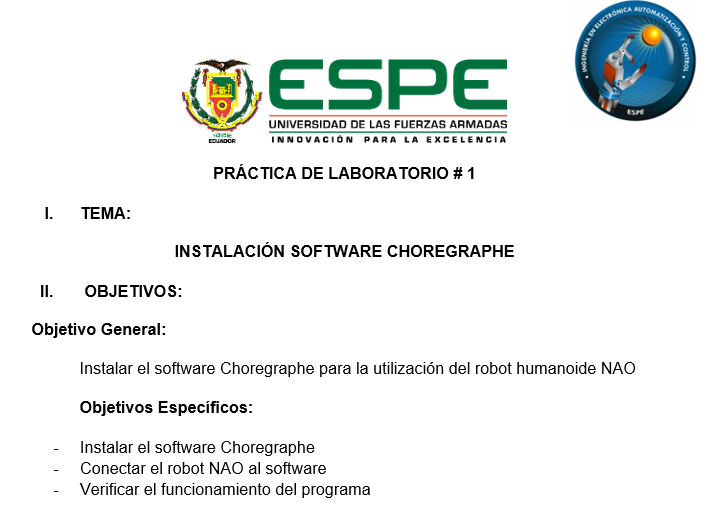 INGENIERÍA EN ELECTRÓNICA AUTOMATIZACIÓN Y CONTROL
ESPE
ESPE
UNIVERSIDAD DE LAS FUERZAS ARMADAS
INNOVACIÓN PARA LA EXCELENCIA
ECUADOR
PRÁCTICA DE LABORATORIO # 1
I. TEMA:
INSTALACIÓN SOFTWARE CHOREGRAPHE
II. OBJETIVOS:
Objetivo General:
Instalar el software Choregraphe para la utilización del robot humanoide NAO
Objetivos Específicos:
- Instalar el software Choregraphe
- Conectar el robot NAO al software
- Verificar el funcionamiento del programa